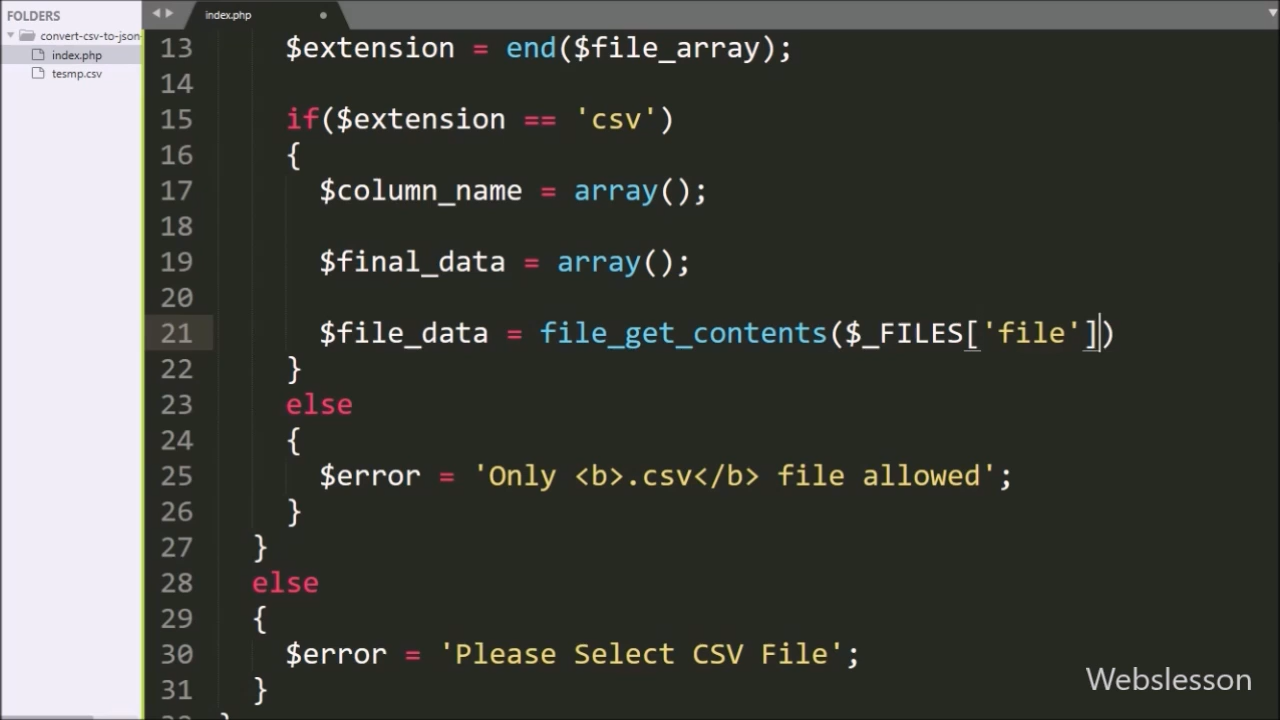 FOLDERS
convert-csv-to-json-
index.php
tesmp.csv
index.php
13 $extension = end($file_array);
14
15 if($extension == 'csv')
16 {
17 $column_name = array();
18
19 $final_data = array();
20
21 $file_data = file_get_contents($_FILES['file'])
22 }
23 else
24 {
25 $error = 'Only <b>.csv</b> file allowed';
26 }
27 }
28 else
29 {
30 $error = 'Please Select CSV File';
31 }
Webslesson